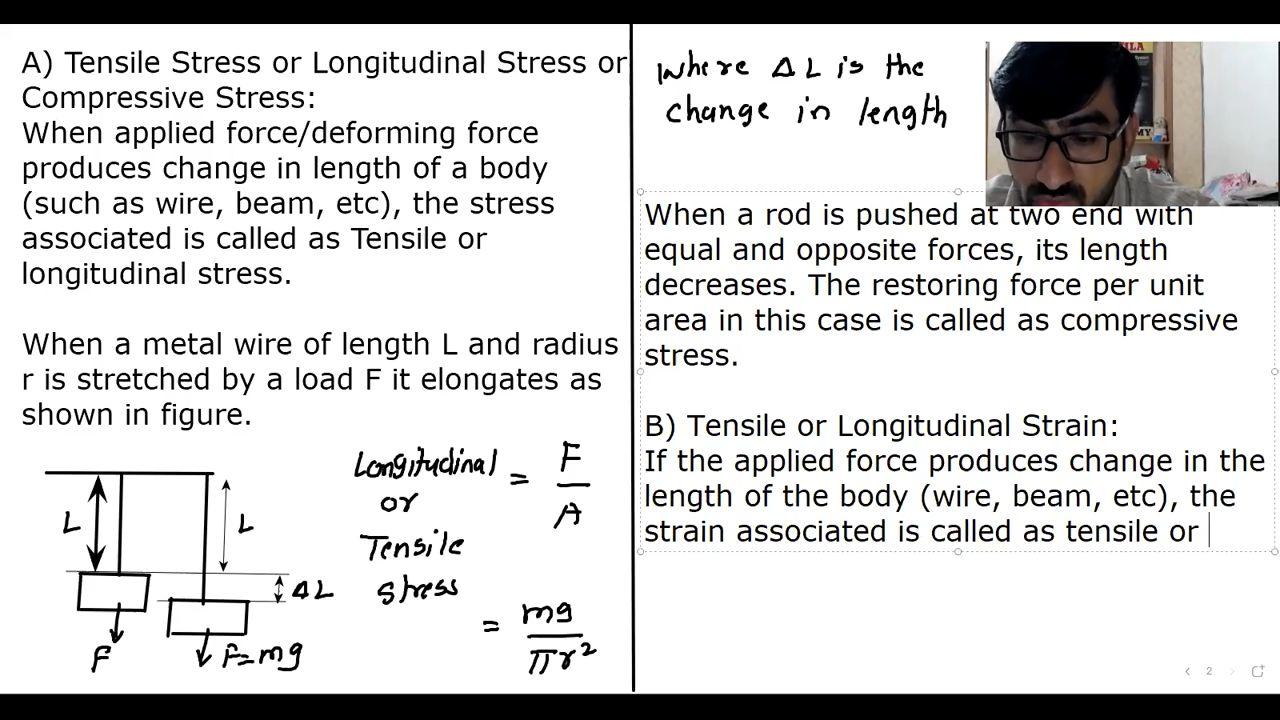 A) Tensile Stress or Longitudinal Stress or
Compressive Stress:
When applied force/deforming force
produces change in length of a body
(such as wire, beam, etc), the stress
associated is called as Tensile or
longitudinal stress.
When a metal wire of length L and radius
r is stretched by a load F it elongates as
shown in figure.
L
L
ΔL
F
F=mg
Longitudinal
or
Tensile
stress
= F
A
= mg
πr²
where ΔL is the
change in length
When a rod is pushed at two end with
equal and opposite forces, its length
decreases. The restoring force per unit
area in this case is called as compressive
stress.
B) Tensile or Longitudinal Strain:
If the applied force produces change in the
length of the body (wire, beam, etc), the
strain associated is called as tensile or
2